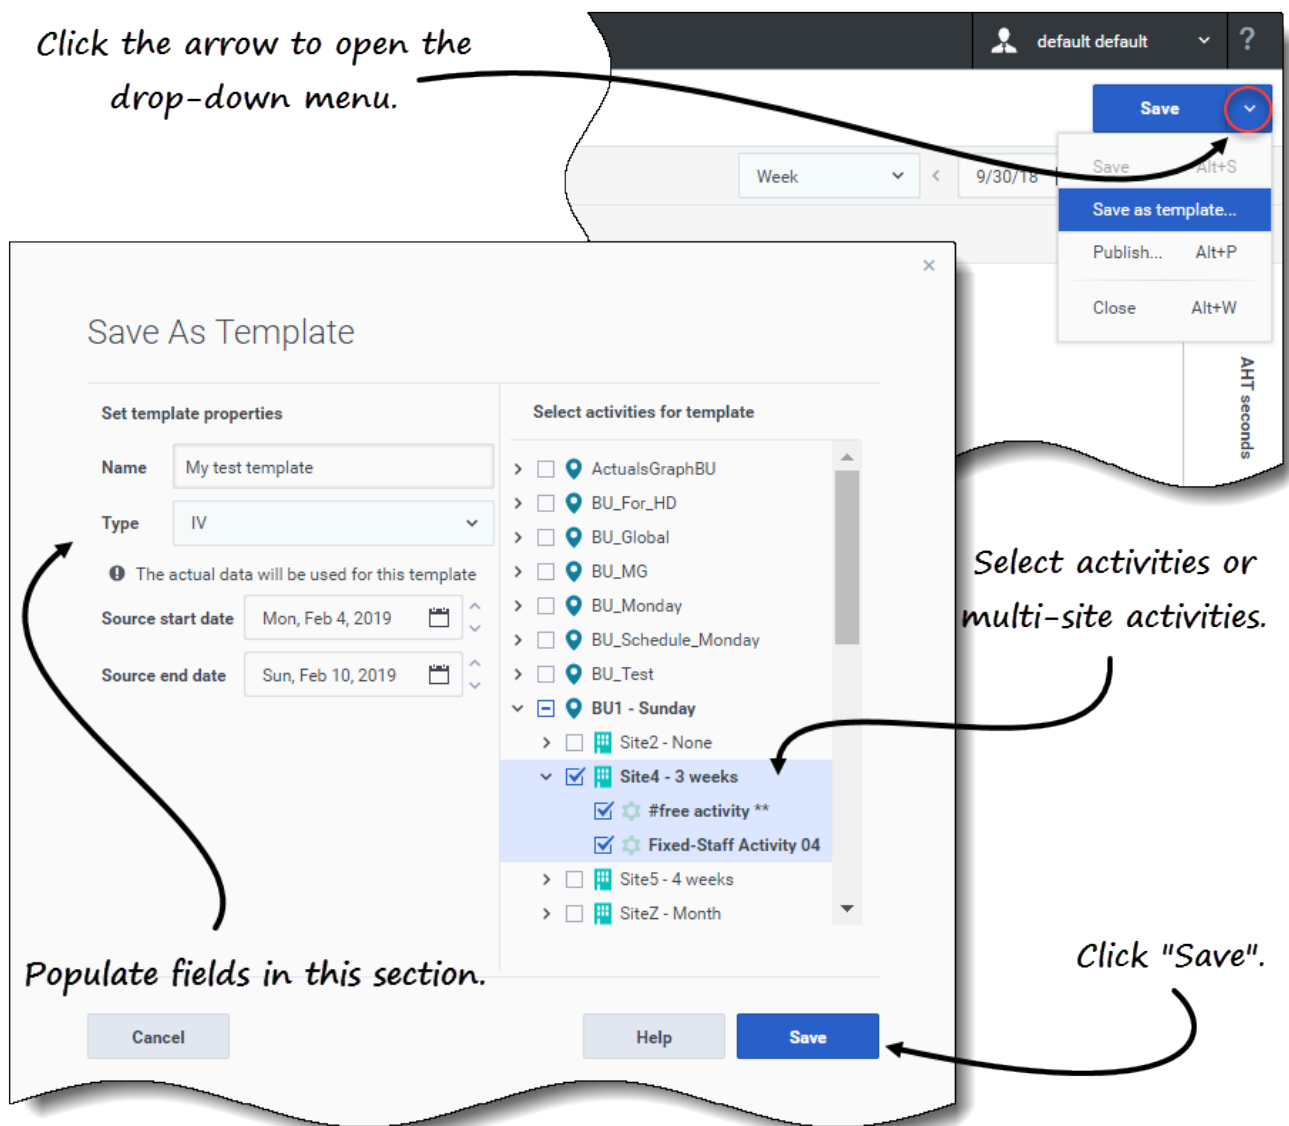 Click the arrow to open the
drop-down menu.
default default
?
Save
Week
9/30/18
Save Alt+S
Save as template...
Publish... Alt+P
Close Alt+W
AHT seconds
Save As Template
Set template properties
Name My test template
Type IV
The actual data will be used for this template
Source start date Mon, Feb 4, 2019
Source end date Sun, Feb 10, 2019
Select activities for template
ActualsGraphBU
BU_For_HD
BU_Global
BU_MG
BU_Monday
BU_Schedule_Monday
BU_Test
BU1 - Sunday
Site2 - None
Site4 - 3 weeks
#free activity **
Fixed-Staff Activity 04
Site5 - 4 weeks
SiteZ - Month
Select activities or
multi-site activities.
Populate fields in this section.
Click "Save".
Cancel
Help
Save